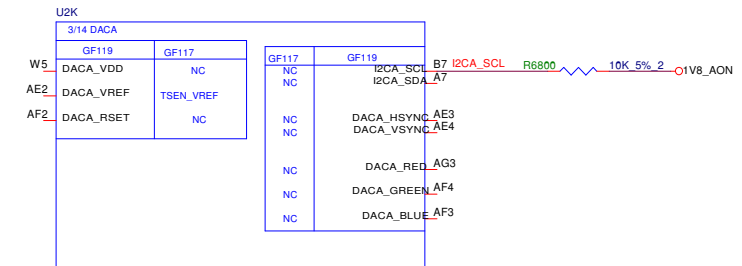 U2K
3/14 DACA
GF119 GF117
W5 DACA_VDD NC
AE2 DACA_VREF TSEN_VREF
AF2 DACA_RSET NC
GF117 GF119
NC I2CA_SCL B7 I2CA_SCL R6800 10K_5%_2 1V8_AON
NC I2CA_SDA A7
NC DACA_HSYNC AE3
NC DACA_VSYNC AE4
NC DACA_RED AG3
NC DACA_GREEN AF4
NC DACA_BLUE AF3